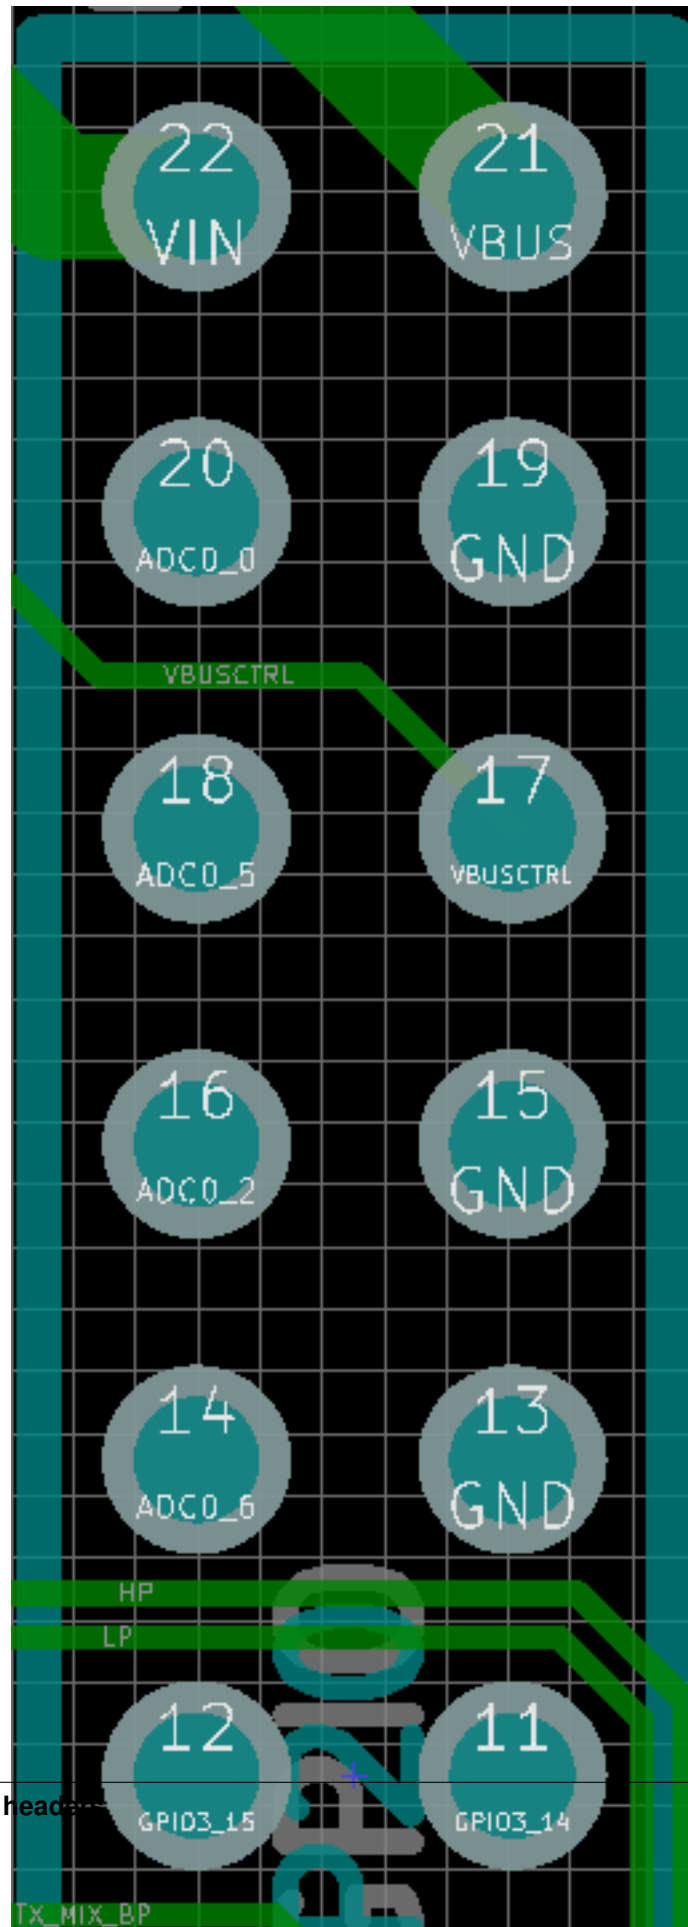 22 21
VIN VBUS
20 19
ADC0_0 GND
VBUSCTRL
18 17
ADC0_5 VBUSCTRL
16 15
ADC0_2 GND
14 13
ADC0_6 GND
HP
LP
12 11
header
GPIO3_15 GPIO3_14
TX_MIX_BP